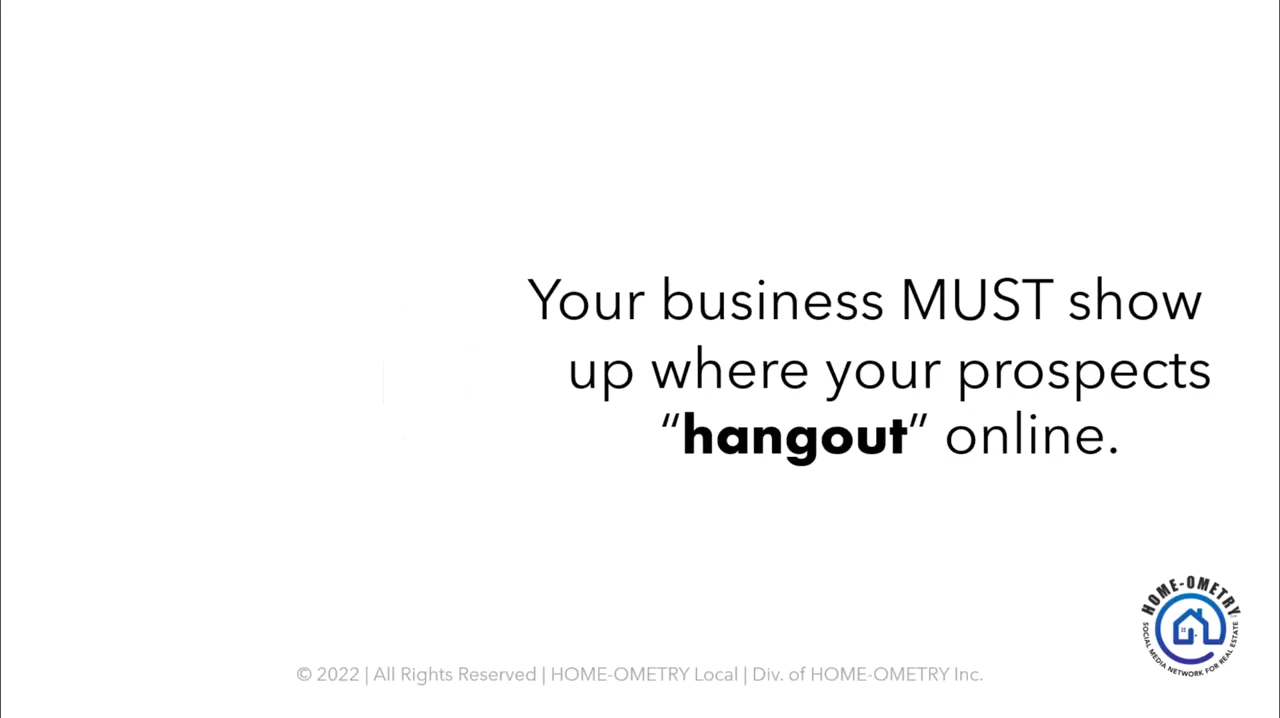 Your business MUST show
up where your prospects
“hangout” online.
HOME-OMETRY
SOCIAL MEDIA NETWORK FOR REAL ESTATE
© 2022 | All Rights Reserved | HOME-OMETRY Local | Div. of HOME-OMETRY Inc.